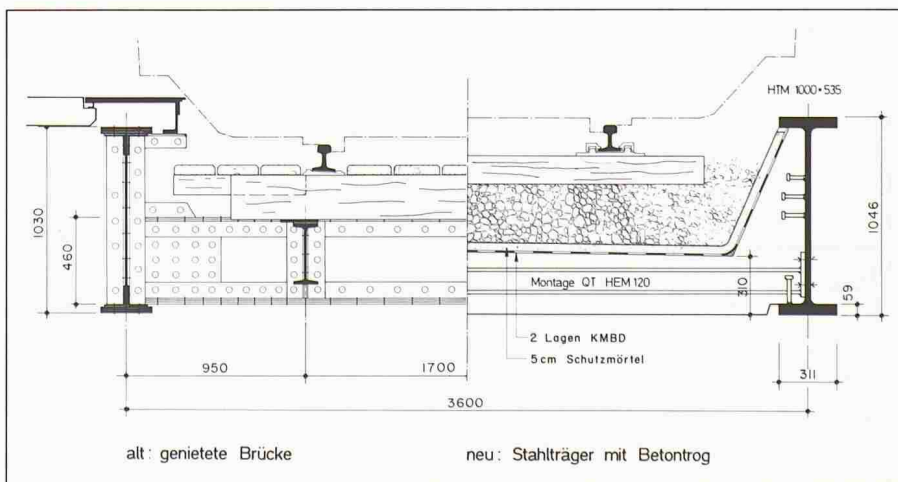 HTM 1000*535
1030
460
1046
310
59
Montage QT HEM 120
2 Lagen KMBD
5cm Schutzmörtel
950
1700
311
3600
alt: genietete Brücke
neu: Stahlträger mit Betontrog